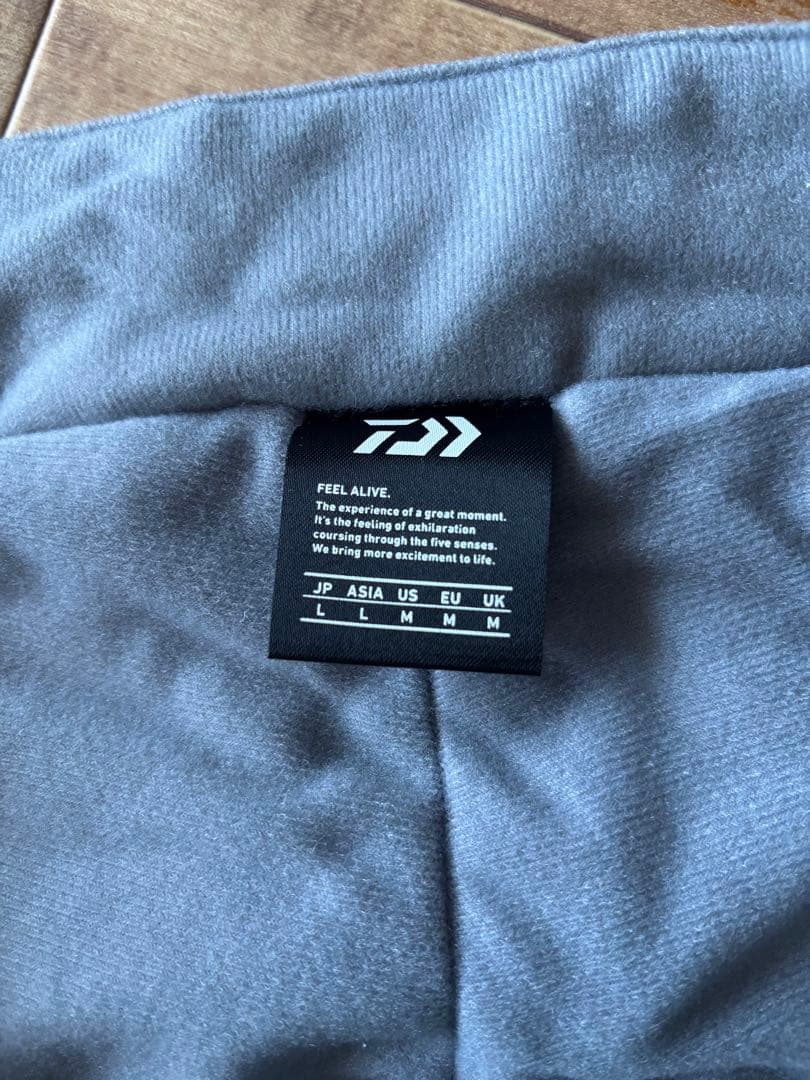 FEEL ALIVE.
The experience of a great moment.
It's the feeling of exhilaration
coursing through the five senses.
We bring more excitement to life.
JP ASIA US EU UK
L L M M M